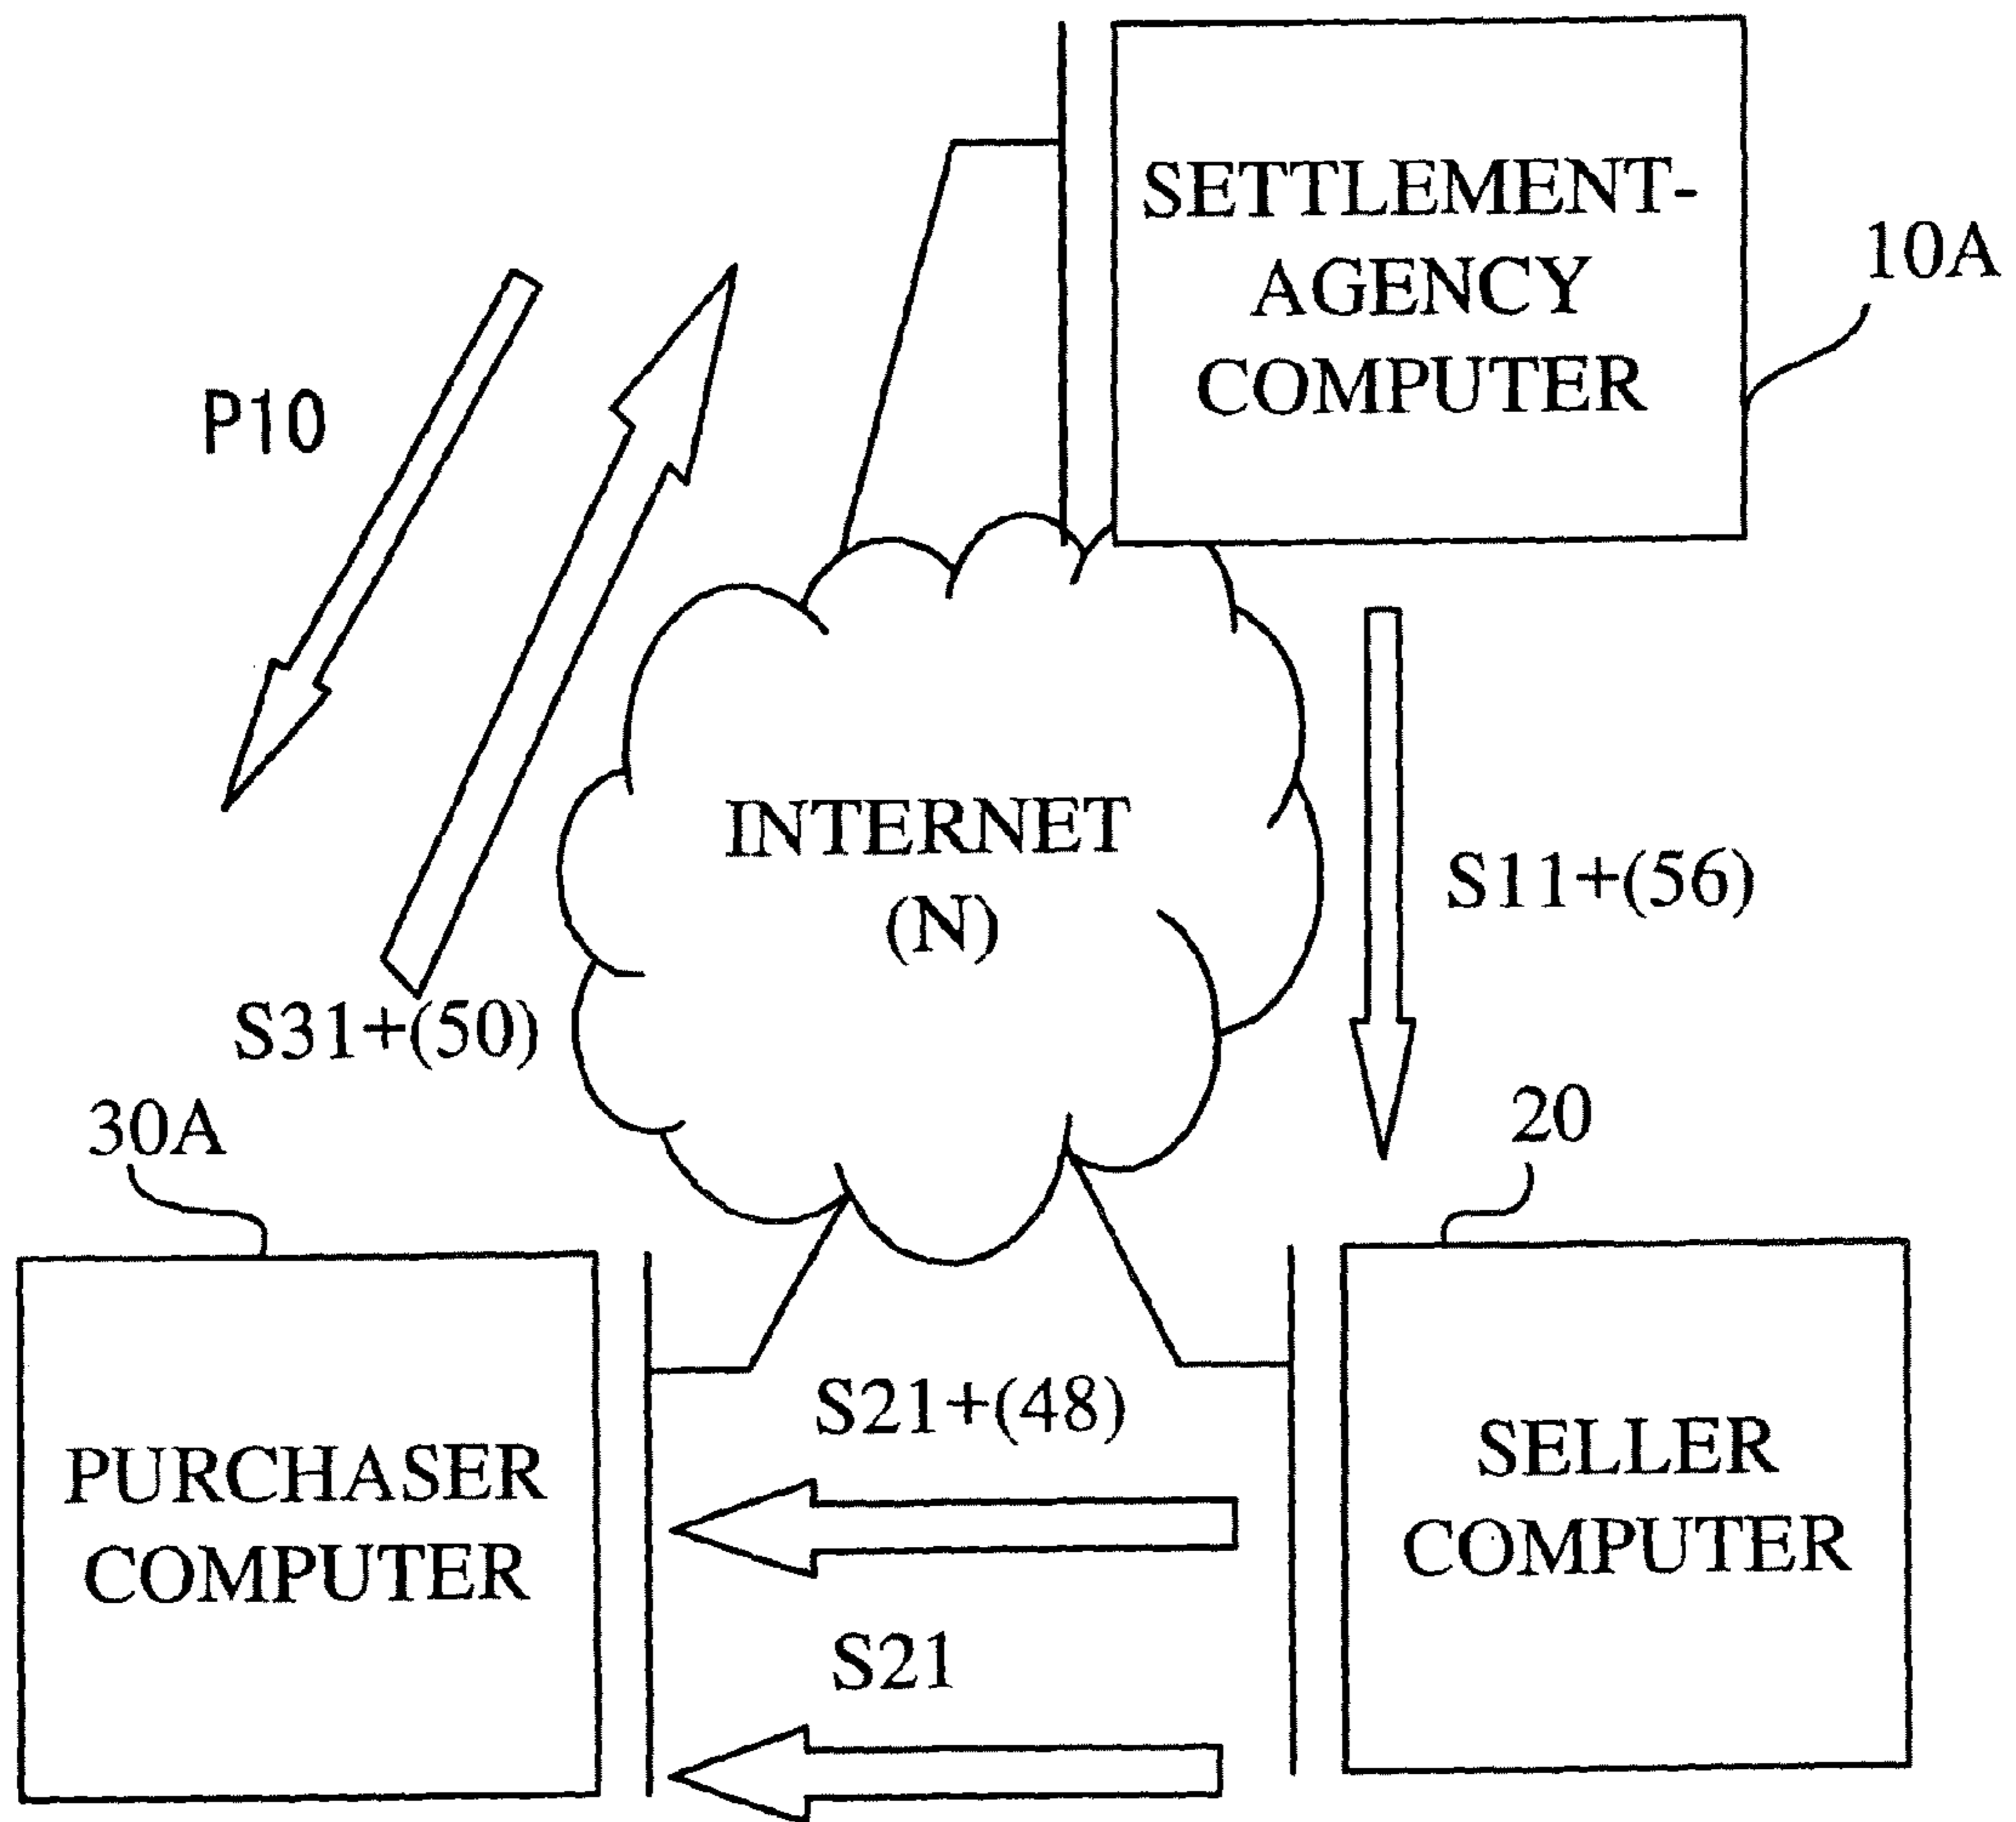 SETTLEMENT-
AGENCY
COMPUTER
10A
P10
INTERNET
(N)
S11+(56)
S31+(50)
30A
20
PURCHASER
COMPUTER
S21+(48)
S21
SELLER
COMPUTER